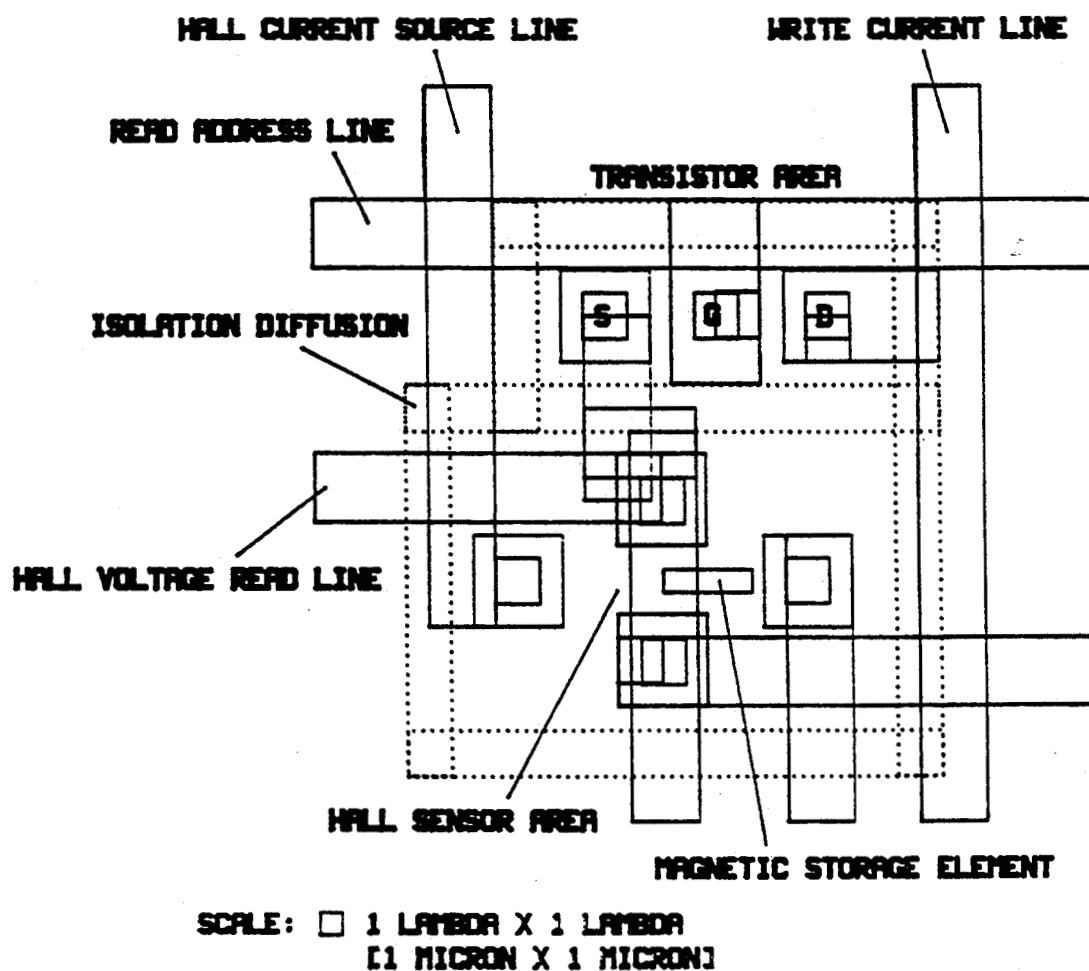 HALL CURRENT SOURCE LINE
WRITE CURRENT LINE
READ ADDRESS LINE
TRANSISTOR AREA
S G D
ISOLATION DIFFUSION
HALL VOLTAGE READ LINE
HALL SENSOR AREA
MAGNETIC STORAGE ELEMENT
SCALE: □ 1 LAMBDA X 1 LAMBDA
[1 MICRON X 1 MICRON]